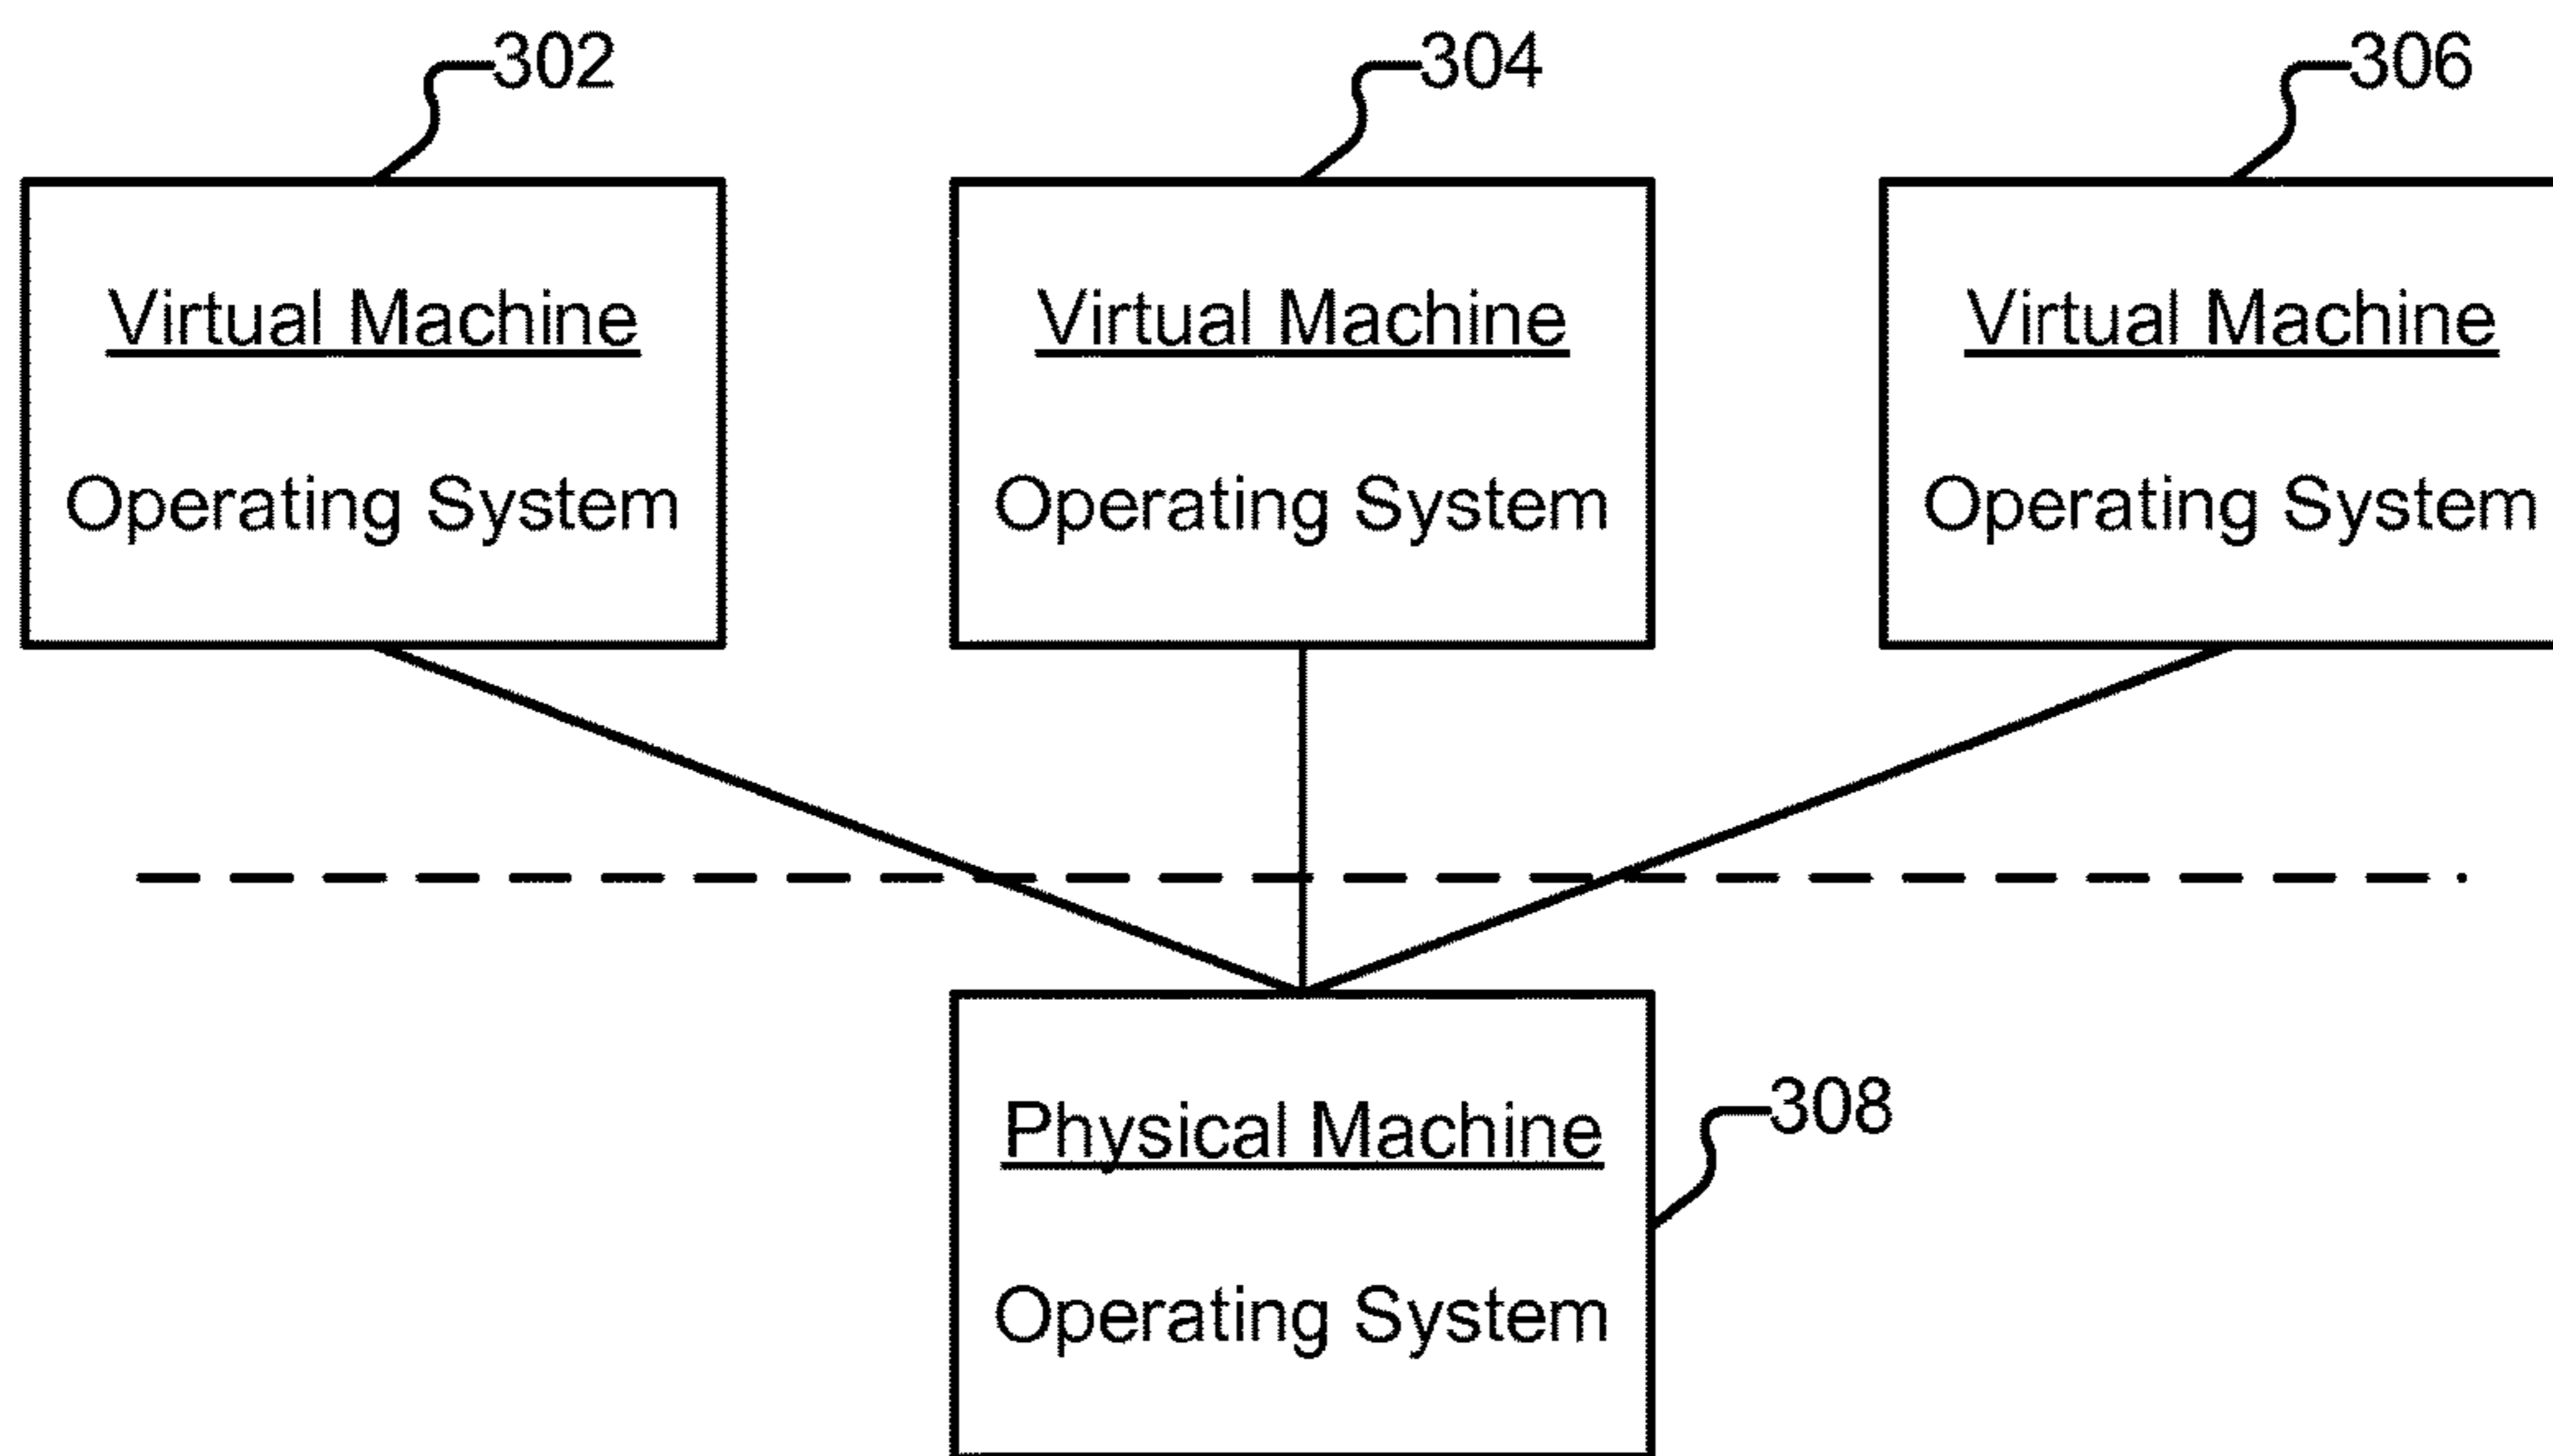 302
304
306
Virtual Machine
Operating System
Virtual Machine
Operating System
Virtual Machine
Operating System
Physical Machine
Operating System
308